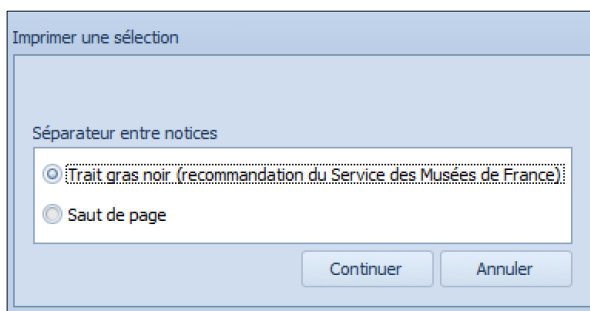 Imprimer une sélection
Séparateur entre notices
Trait gras noir (recommandation du Service des Musées de France)
Saut de page
Continuer Annuler